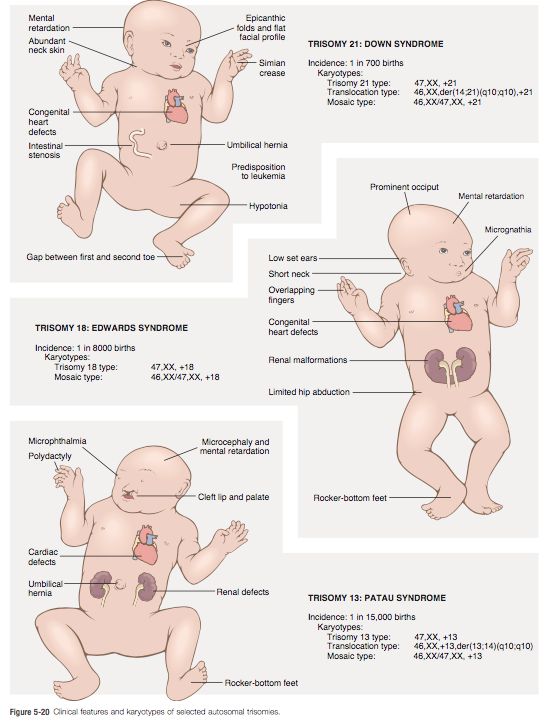 Mental
retardation
Epicanthic
folds and flat
facial profile
Abundant
neck skin
Simian
crease
Congenital
heart
defects
Intestinal
stenosis
Umbilical hernia
Predisposition
to leukemia
Hypotonia
Gap between first and second toe
TRISOMY 21: DOWN SYNDROME
Incidence: 1 in 700 births
Karyotypes:
Trisomy 21 type: 47,XX, +21
Translocation type: 46,XX,der(14;21)(q10;q10),+21
Mosaic type: 46,XX/47,XX, +21
Prominent occiput
Mental retardation
Micrognathia
Low set ears
Short neck
Overlapping
fingers
Congenital
heart defects
Renal malformations
Limited hip abduction
Rocker-bottom feet
TRISOMY 18: EDWARDS SYNDROME
Incidence: 1 in 8000 births
Karyotypes:
Trisomy 18 type: 47,XX, +18
Mosaic type: 46,XX/47,XX, +18
Microphthalmia
Polydactyly
Microcephaly and
mental retardation
Cleft lip and palate
Cardiac
defects
Umbilical
hernia
Renal defects
Rocker-bottom feet
TRISOMY 13: PATAU SYNDROME
Incidence: 1 in 15,000 births
Karyotypes:
Trisomy 13 type: 47,XX, +13
Translocation type: 46,XX,+13,der(13;14)(q10;q10)
Mosaic type: 46,XX/47,XX, +13
Figure 5-20 Clinical features and karyotypes of selected autosomal trisomies.